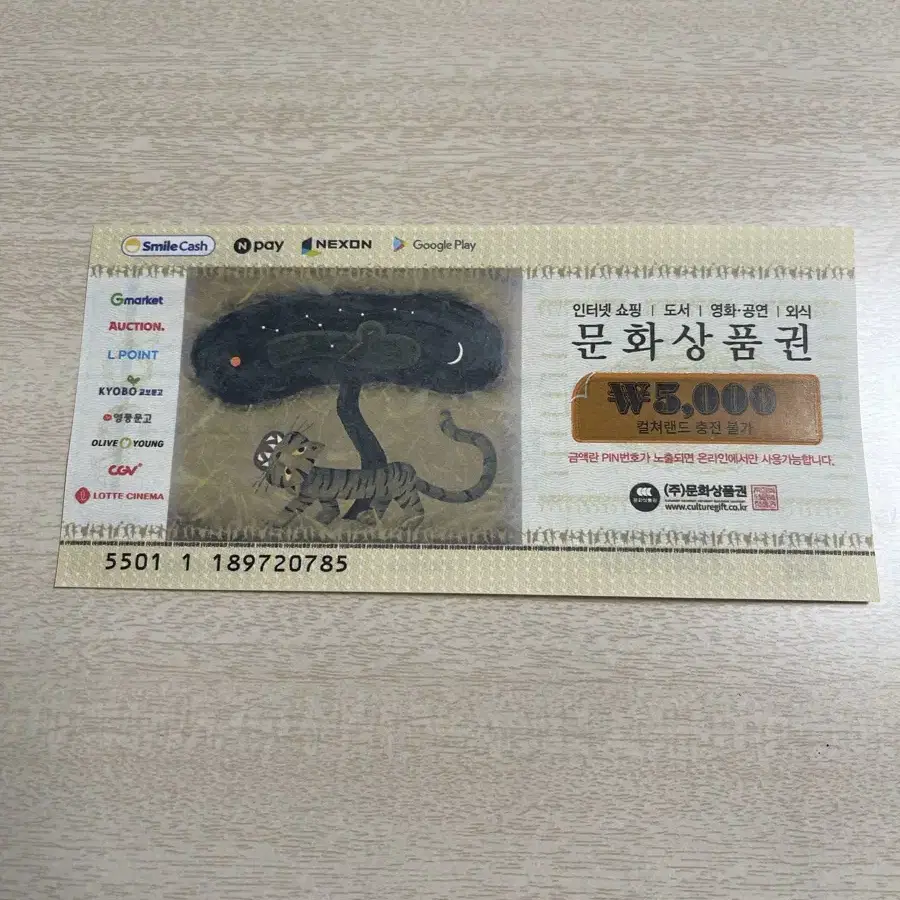 Smile Cash N pay NEXON Google Play
Gmarket
AUCTION.
L.POINT
KYOBO 교보문고
영풍문고
OLIVE YOUNG
CGV
LOTTE CINEMA
인터넷 쇼핑 | 도서 | 영화·공연 | 외식
문화상품권
₩5,000
컬쳐랜드 충전 불가
금액란 PIN번호가 노출되면 온라인에서만 사용가능합니다.
(주)문화상품권
www.culturegift.co.kr
5501 1 189720785